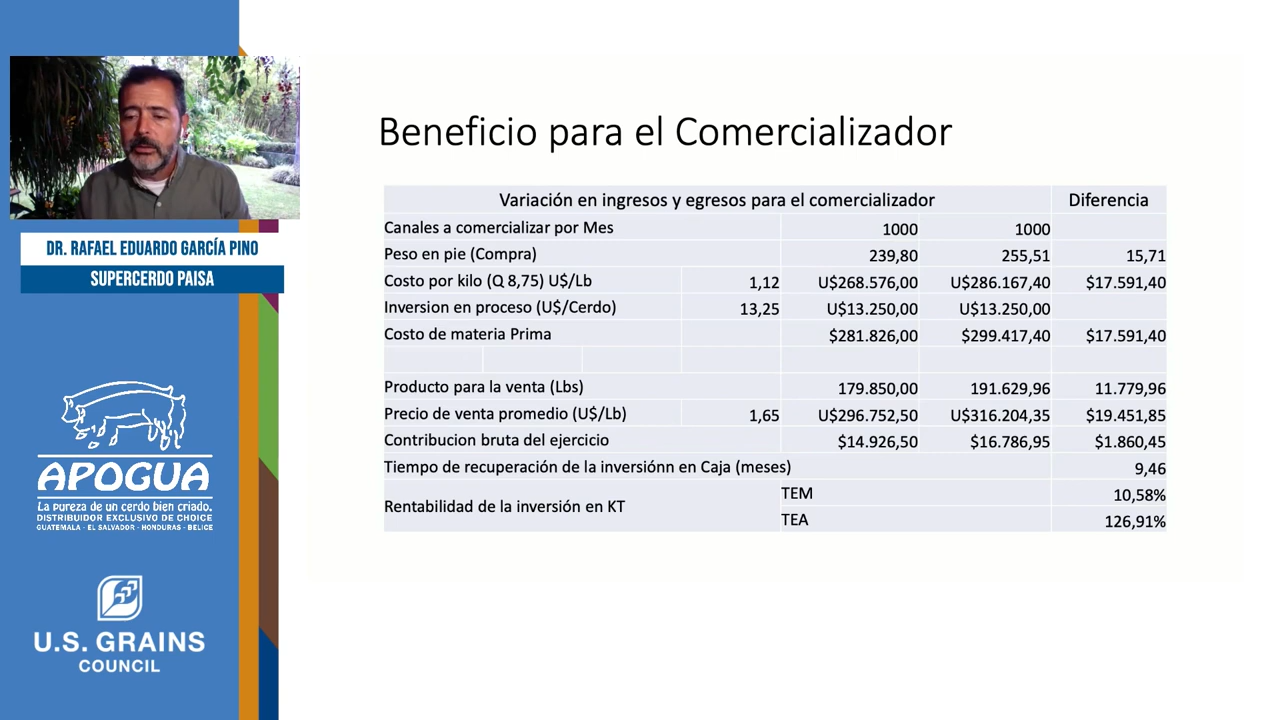 DR. RAFAEL EDUARDO GARCÍA PINO
SUPERCERDO PAISA
APOGUA
La pureza de un cerdo bien criado.
DISTRIBUIDOR EXCLUSIVO DE CHOICE
GUATEMALA - EL SALVADOR - HONDURAS - BELICE
U.S. GRAINS
COUNCIL
Beneficio para el Comercializador
Variación en ingresos y egresos para el comercializador Diferencia
Canales a comercializar por Mes 1000 1000
Peso en pie (Compra) 239,80 255,51 15,71
Costo por kilo (Q 8,75) U$/Lb 1,12 U$268.576,00 U$286.167,40 $17.591,40
Inversion en proceso (U$/Cerdo) 13,25 U$13.250,00 U$13.250,00
Costo de materia Prima $281.826,00 $299.417,40 $17.591,40
Producto para la venta (Lbs) 179.850,00 191.629,96 11.779,96
Precio de venta promedio (U$/Lb) 1,65 U$296.752,50 U$316.204,35 $19.451,85
Contribucion bruta del ejercicio $14.926,50 $16.786,95 $1.860,45
Tiempo de recuperación de la inversiónn en Caja (meses) 9,46
Rentabilidad de la inversión en KT TEM 10,58%
TEA 126,91%